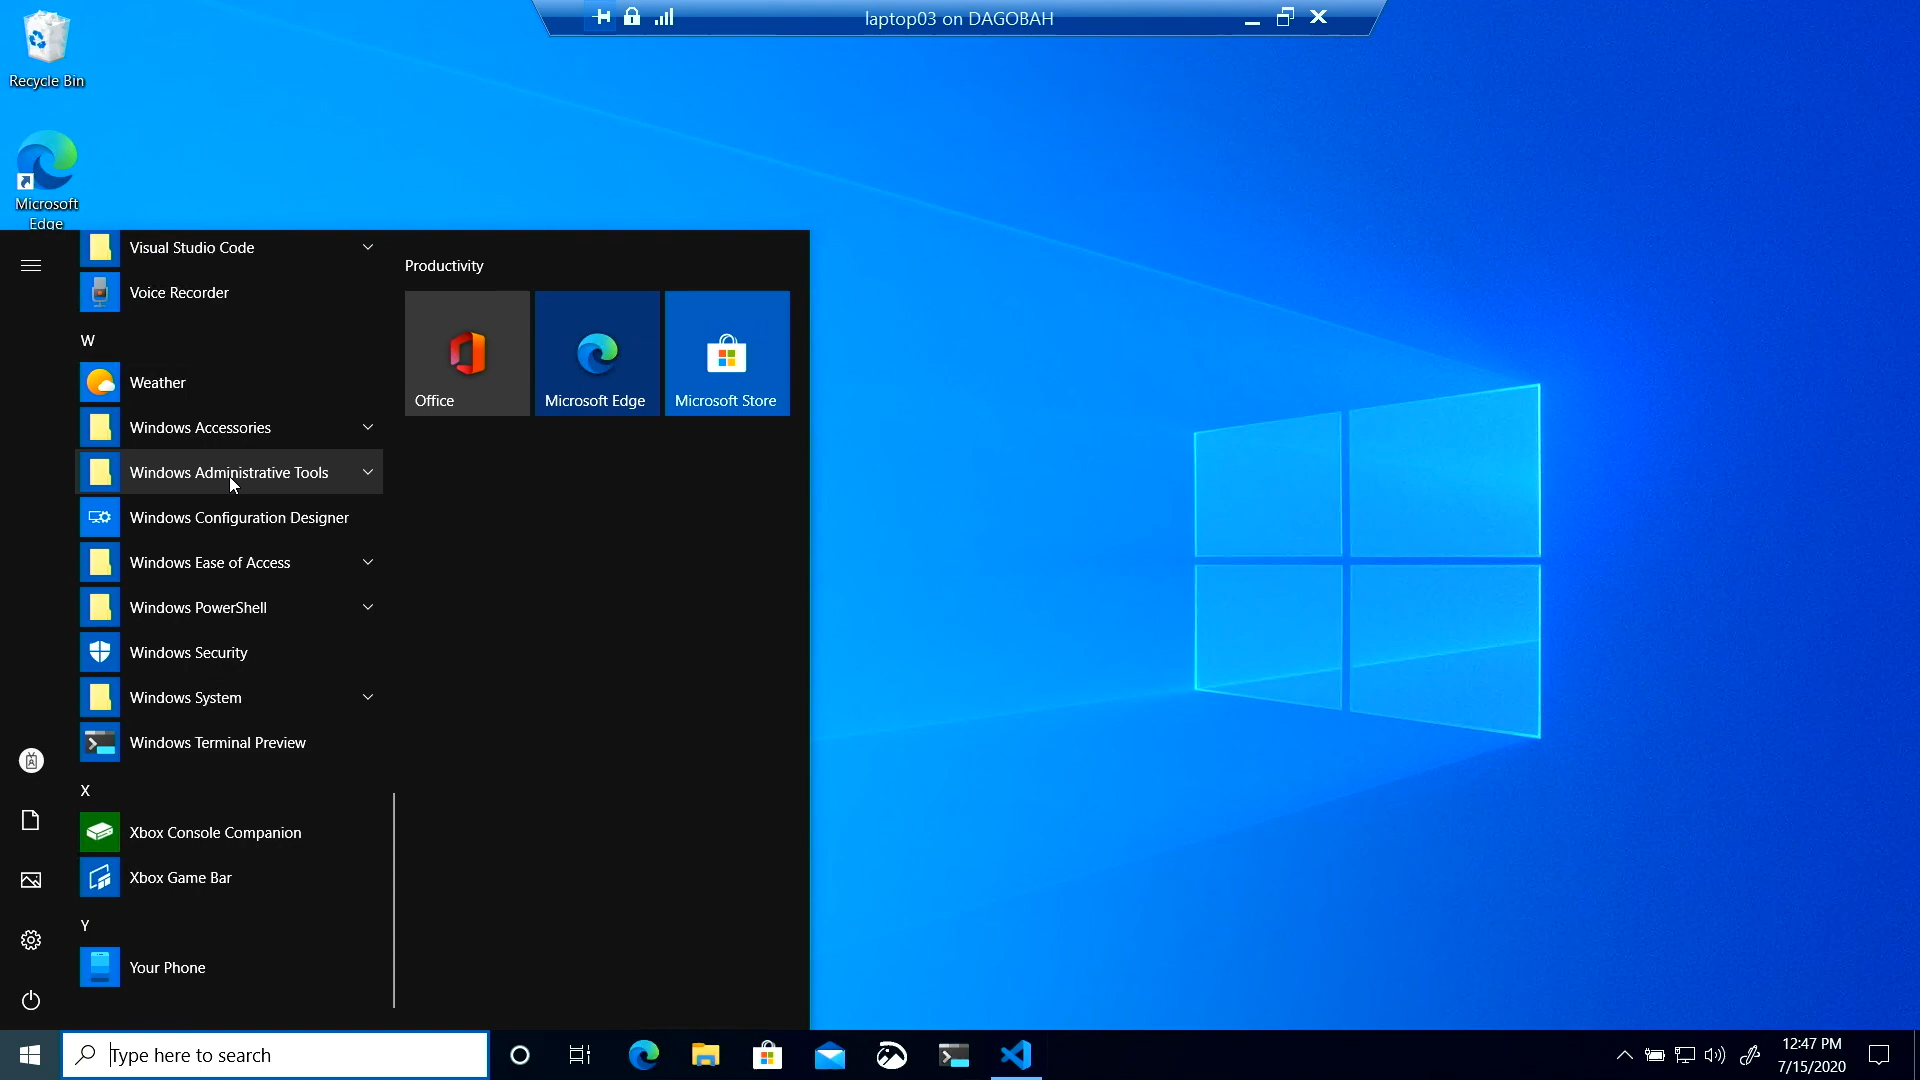 laptop03 on DAGOBAH
Recycle Bin
Microsoft
Edge
Visual Studio Code
Voice Recorder
W
Weather
Windows Accessories
Windows Administrative Tools
Windows Configuration Designer
Windows Ease of Access
Windows PowerShell
Windows Security
Windows System
Windows Terminal Preview
X
Xbox Console Companion
Xbox Game Bar
Y
Your Phone
Productivity
Office
Microsoft Edge
Microsoft Store
Type here to search
12:47 PM
7/15/2020